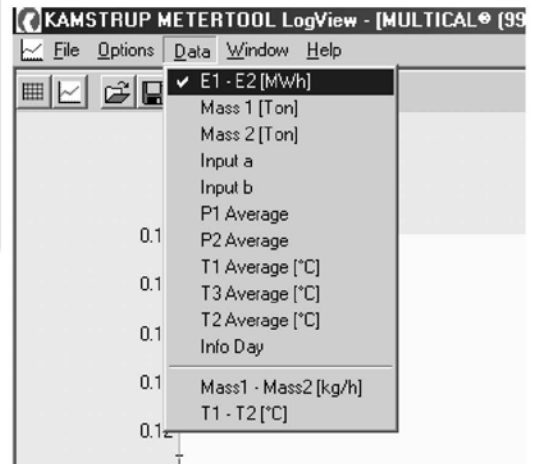 KAMSTRUP METERTOOL LogView - [MULTICAL® (99
File Options Data Window Help
✓ E1 - E2 [MWh]
Mass 1 [Ton]
Mass 2 [Ton]
Input a
Input b
P1 Average
P2 Average
T1 Average [°C]
T3 Average [°C]
T2 Average [°C]
Info Day
Mass1 - Mass2 [kg/h]
T1 - T2 [°C]
0.1
0.1
0.1
0.1
0.12